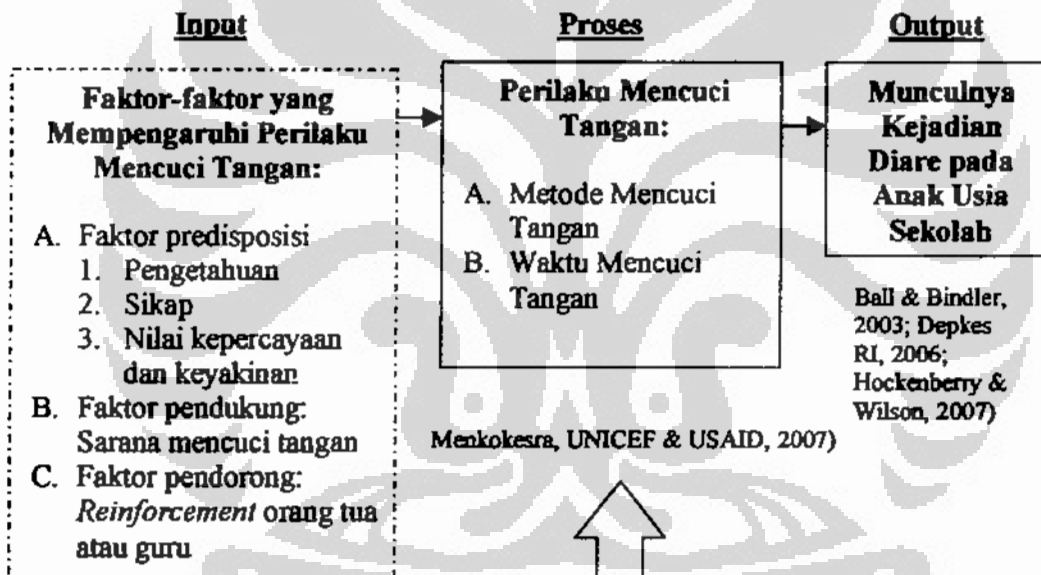 Input
Faktor-faktor yang
Mempengaruhi Perilaku
Mencuci Tangan:
A. Faktor predisposisi
1. Pengetahuan
2. Sikap
3. Nilai kepercayaan
dan keyakinan
B. Faktor pendukung:
Sarana mencuci tangan
C. Faktor pendorong:
Reinforcement orang tua
atau guru
Proses
Perilaku Mencuci
Tangan:
A. Metode Mencuci
Tangan
B. Waktu Mencuci
Tangan
Menkokesra, UNICEF & USAID, 2007)
Output
Munculnya
Kejadian
Diare pada
Anak Usia
Sekolah
Ball & Bindler,
2003; Depkes
RI, 2006;
Hockenberry &
Wilson, 2007)